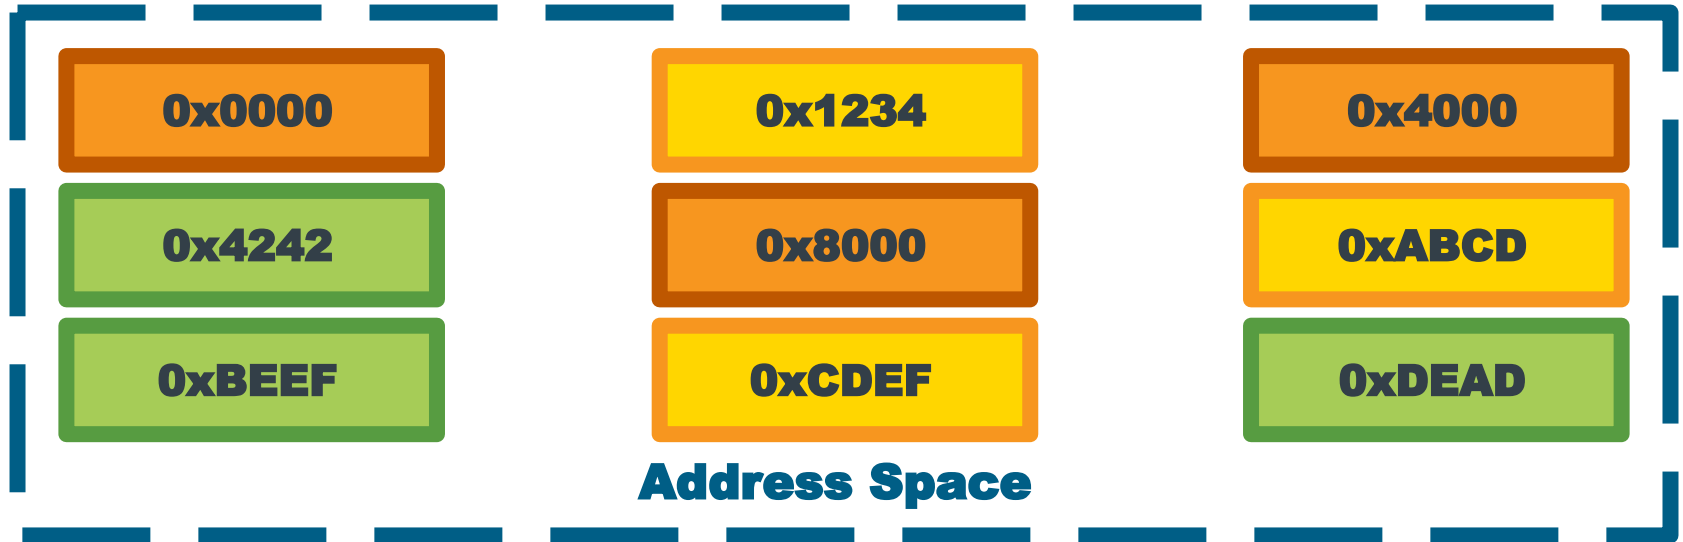 0x0000
0x1234
0x4000
0x4242
0x8000
0xABCD
0xBEEF
0xCDEF
0xDEAD
Address Space